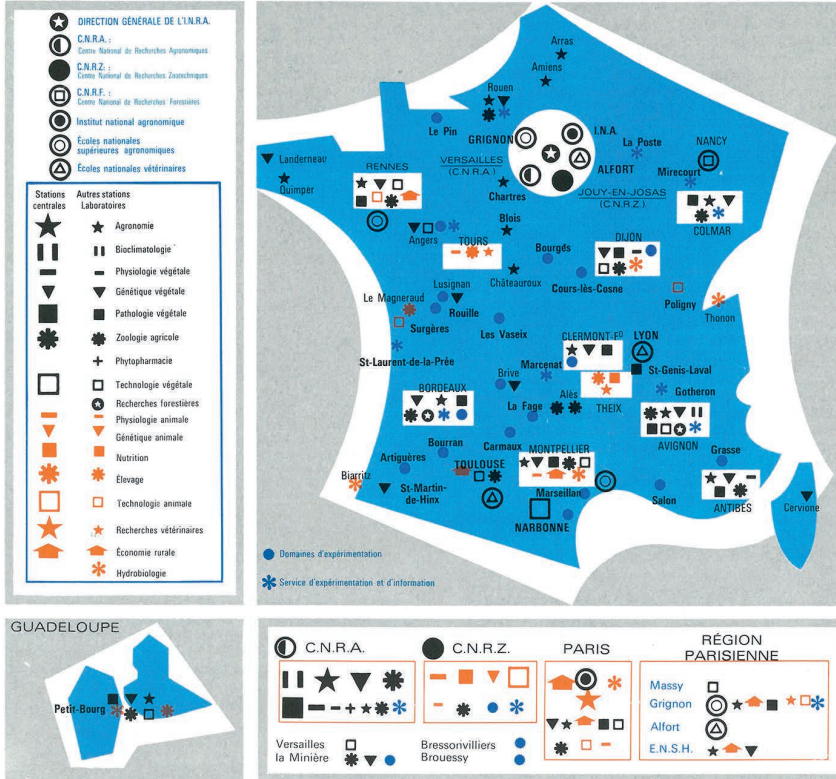 DIRECTION GÉNÉRALE DE L'I.N.R.A.
C.N.R.A. :
Centre National de Recherches Agronomiques
C.N.R.Z. :
Centre National de Recherches Zootechniques
C.N.R.F. :
Centre National de Recherches Forestières
Institut national agronomique
Écoles nationales
supérieures agronomiques
Écoles nationales vétérinaires
Stations
centrales
Autres stations
Laboratoires
Agronomie
Bioclimatologie
Physiologie végétale
Génétique végétale
Pathologie végétale
Zoologie agricole
Phytopharmacie
Technologie végétale
Recherches forestières
Physiologie animale
Génétique animale
Nutrition
Élevage
Technologie animale
Recherches vétérinaires
Économie rurale
Hydrobiologie
Arras
Amiens
Rouen
Le Pin
GRIGNON
I.N.A.
ALFORT
La Poste
NANCY
Landerneau
Quimper
RENNES
VERSAILLES
(C.N.R.A.)
JOUY-EN-JOSAS
(C.N.R.Z.)
Mirecourt
Chartres
COLMAR
Blois
Angers
TOURS
Bourgés
DIJON
Châteauroux
Cours-lès-Cosne
Lusignan
Le Magneraud
Rouille
Poligny
Thonon
Surgères
Les Vaseix
CLERMONT-FD
LYON
St-Laurent-de-la-Prée
Marcenat
St-Genis-Laval
Brive
Gotheron
BORDEAUX
Alès
THEIX
La Fage
AVIGNON
Bourran
Carmaux
Artiguères
MONTPELLIER
Grasse
TOULOUSE
Biarritz
St-Martin-
de-Hinx
Marseillan
Salon
ANTIBES
Cervione
NARBONNE
Domaines d'expérimentation
Service d'expérimentation et d'information
GUADELOUPE
Petit-Bourg
C.N.R.A.
C.N.R.Z.
PARIS
RÉGION
PARISIENNE
Massy
Grignon
Alfort
E.N.S.H.
Versailles
la Minière
Bressonvilliers
Brouessy